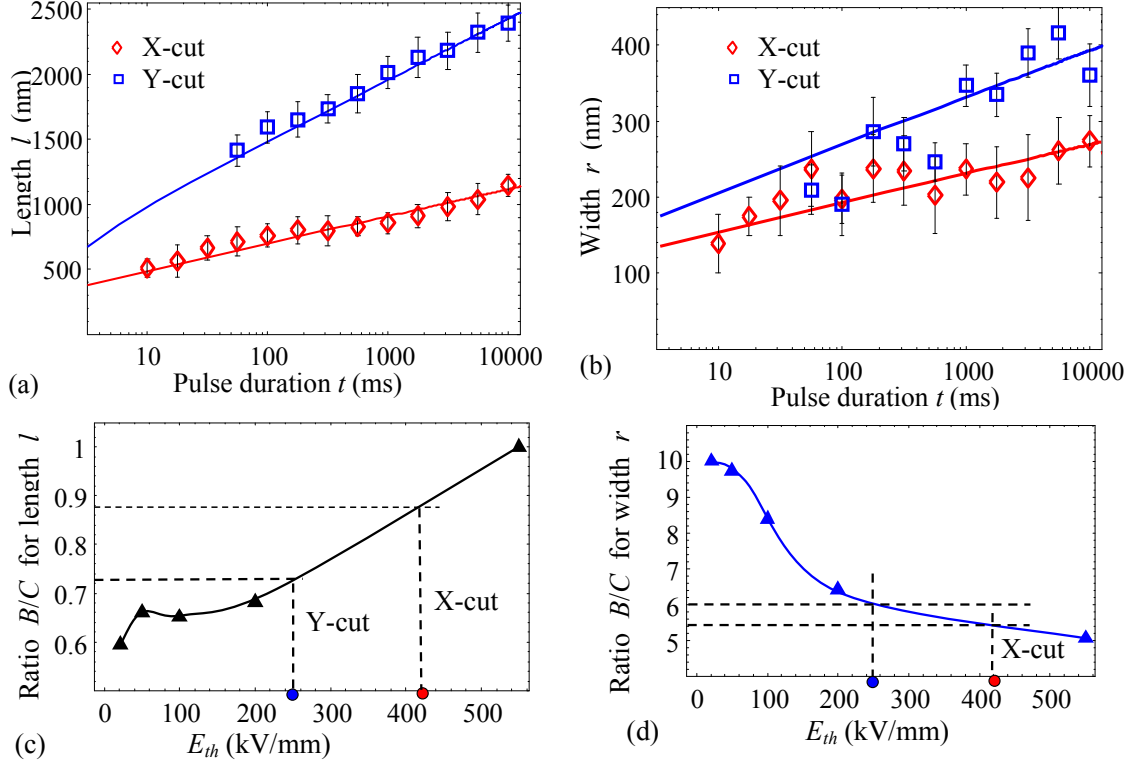 2500
2000
1500
1000
500
Length l (nm)
X-cut
Y-cut
10 100 1000 10000
Pulse duration t (ms)
(a)
400
300
200
100
Width r (nm)
X-cut
Y-cut
10 100 1000 10000
Pulse duration t (ms)
(b)
1
0.9
0.8
0.7
0.6
Ratio B/C for length l
Y-cut
X-cut
0 100 200 300 400 500
E_th (kV/mm)
(c)
10
9
8
7
6
5
Ratio B/C for width r
X-cut
0 100 200 300 400 500
E_th (kV/mm)
(d)